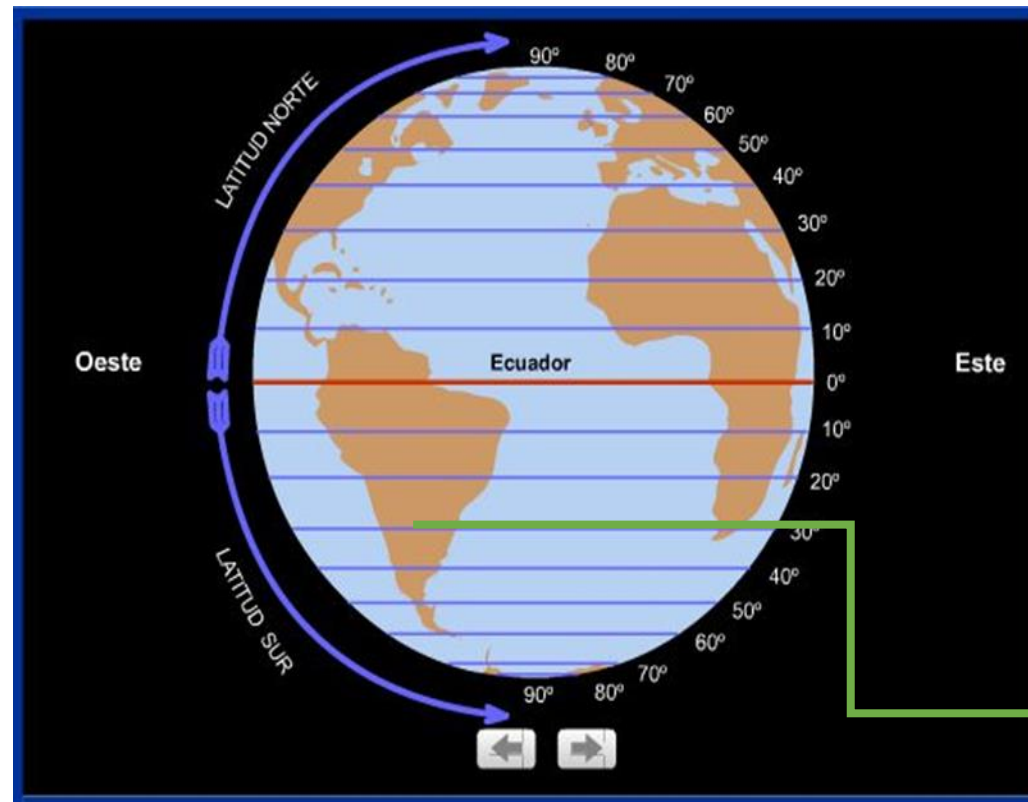 90º
80º
70º
60º
50º
40º
30º
20º
10º
0º
10º
20º
30º
40º
50º
60º
70º
80º
90º
LATITUD NORTE
Oeste
Ecuador
Este
LATITUD SUR